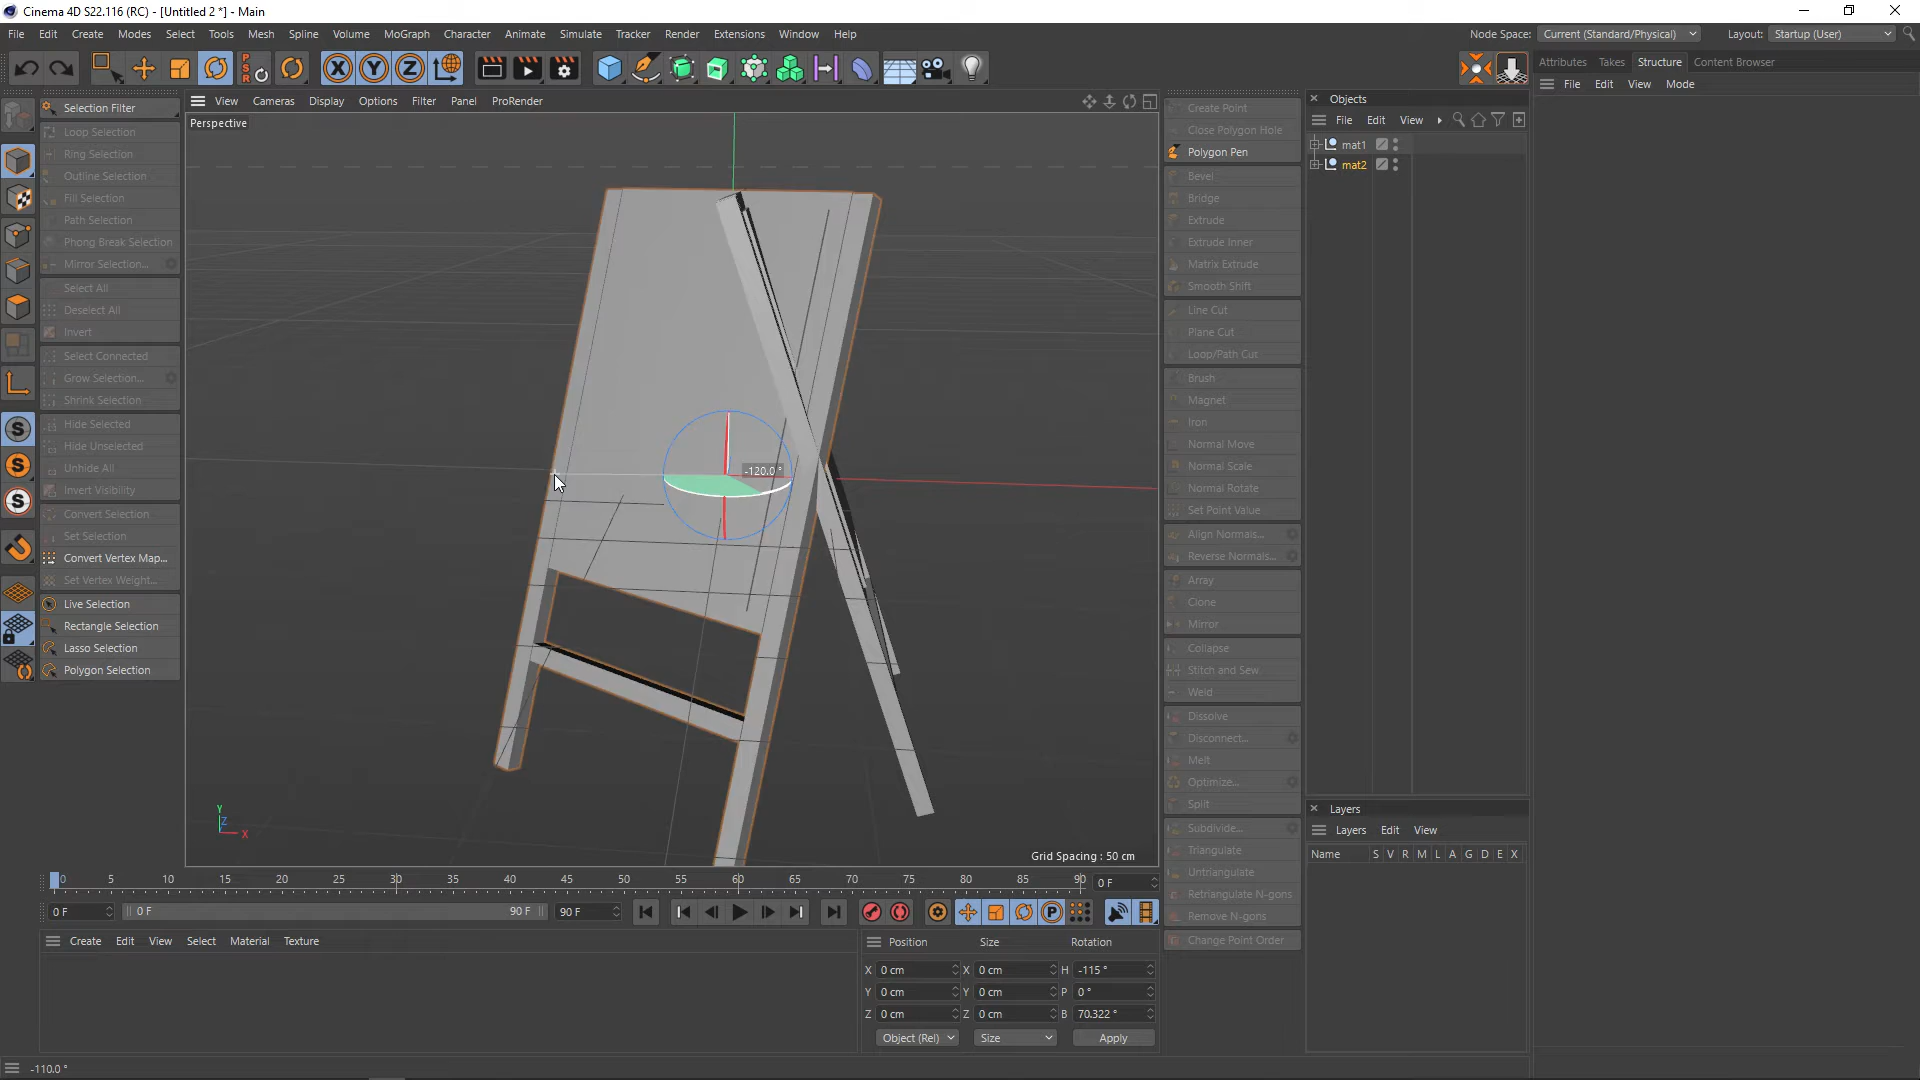 Cinema 4D S22.116 (RC) - [Untitled 2 *] - Main
File Edit Create Modes Select Tools Mesh Spline Volume MoGraph Character Animate Simulate Tracker Render Extensions Window Help
Node Space: Current (Standard/Physical) Layout: Startup (User)
Attributes Takes Structure Content Browser
File Edit View Mode
Selection Filter
Loop Selection
Ring Selection
Outline Selection
Fill Selection
Path Selection
Phong Break Selection
Mirror Selection...
Select All
Deselect All
Invert
Select Connected
Grow Selection...
Shrink Selection
Hide Selected
Hide Unselected
Unhide All
Invert Visibility
Convert Selection
Set Selection
Convert Vertex Map...
Set Vertex Weight...
Live Selection
Rectangle Selection
Lasso Selection
Polygon Selection
View Cameras Display Options Filter Panel ProRender
Perspective
-120.0 °
Y
Z
X
Grid Spacing : 50 cm
Create Point
Close Polygon Hole
Polygon Pen
Bevel
Bridge
Extrude
Extrude Inner
Matrix Extrude
Smooth Shift
Line Cut
Plane Cut
Loop/Path Cut
Brush
Magnet
Iron
Normal Move
Normal Scale
Normal Rotate
Set Point Value
Align Normals...
Reverse Normals...
Array
Clone
Mirror
Collapse
Stitch and Sew
Weld
Dissolve
Disconnect...
Melt
Optimize...
Split
Subdivide...
Triangulate
Untriangulate
Retriangulate N-gons
Remove N-gons
Change Point Order
Objects
File Edit View
mat1
mat2
Layers
Layers Edit View
Name S V R M L A G D E X
0 5 10 15 20 25 30 35 40 45 50 55 60 65 70 75 80 85 90 0 F
0 F 0 F 90 F 90 F
Create Edit View Select Material Texture
Position Size Rotation
X 0 cm X 0 cm H -115 °
Y 0 cm Y 0 cm P 0 °
Z 0 cm Z 0 cm B 70.322 °
Object (Rel) Size Apply
-110.0 °